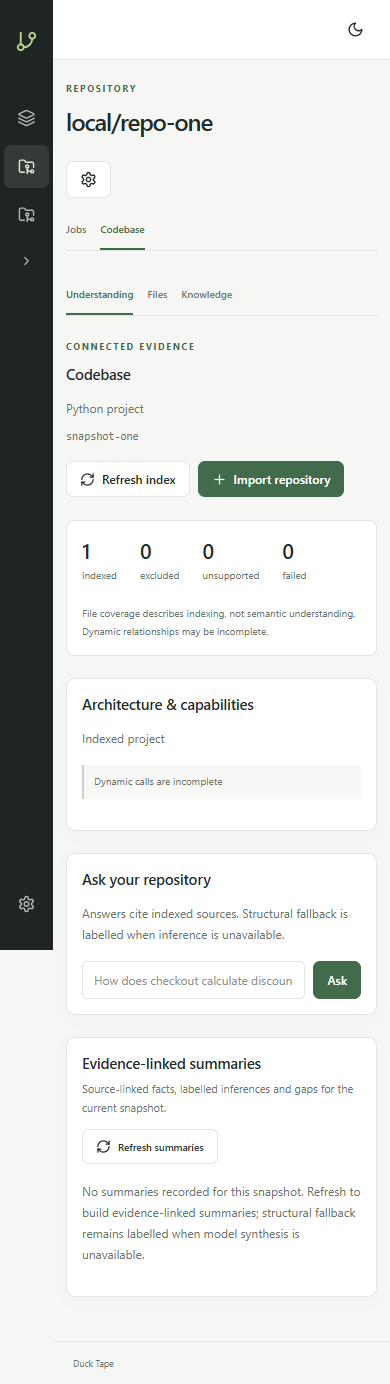 REPOSITORY
local/repo-one
Jobs Codebase
Understanding Files Knowledge
CONNECTED EVIDENCE
Codebase
Python project
snapshot-one
Refresh index Import repository
1 0 0 0
indexed excluded unsupported failed
File coverage describes indexing, not semantic understanding.
Dynamic relationships may be incomplete.
Architecture & capabilities
Indexed project
Dynamic calls are incomplete
Ask your repository
Answers cite indexed sources. Structural fallback is
labelled when inference is unavailable.
How does checkout calculate discoun Ask
Evidence-linked summaries
Source-linked facts, labelled inferences and gaps for the
current snapshot.
Refresh summaries
No summaries recorded for this snapshot. Refresh to
build evidence-linked summaries; structural fallback
remains labelled when model synthesis is
unavailable.
Duck Tape